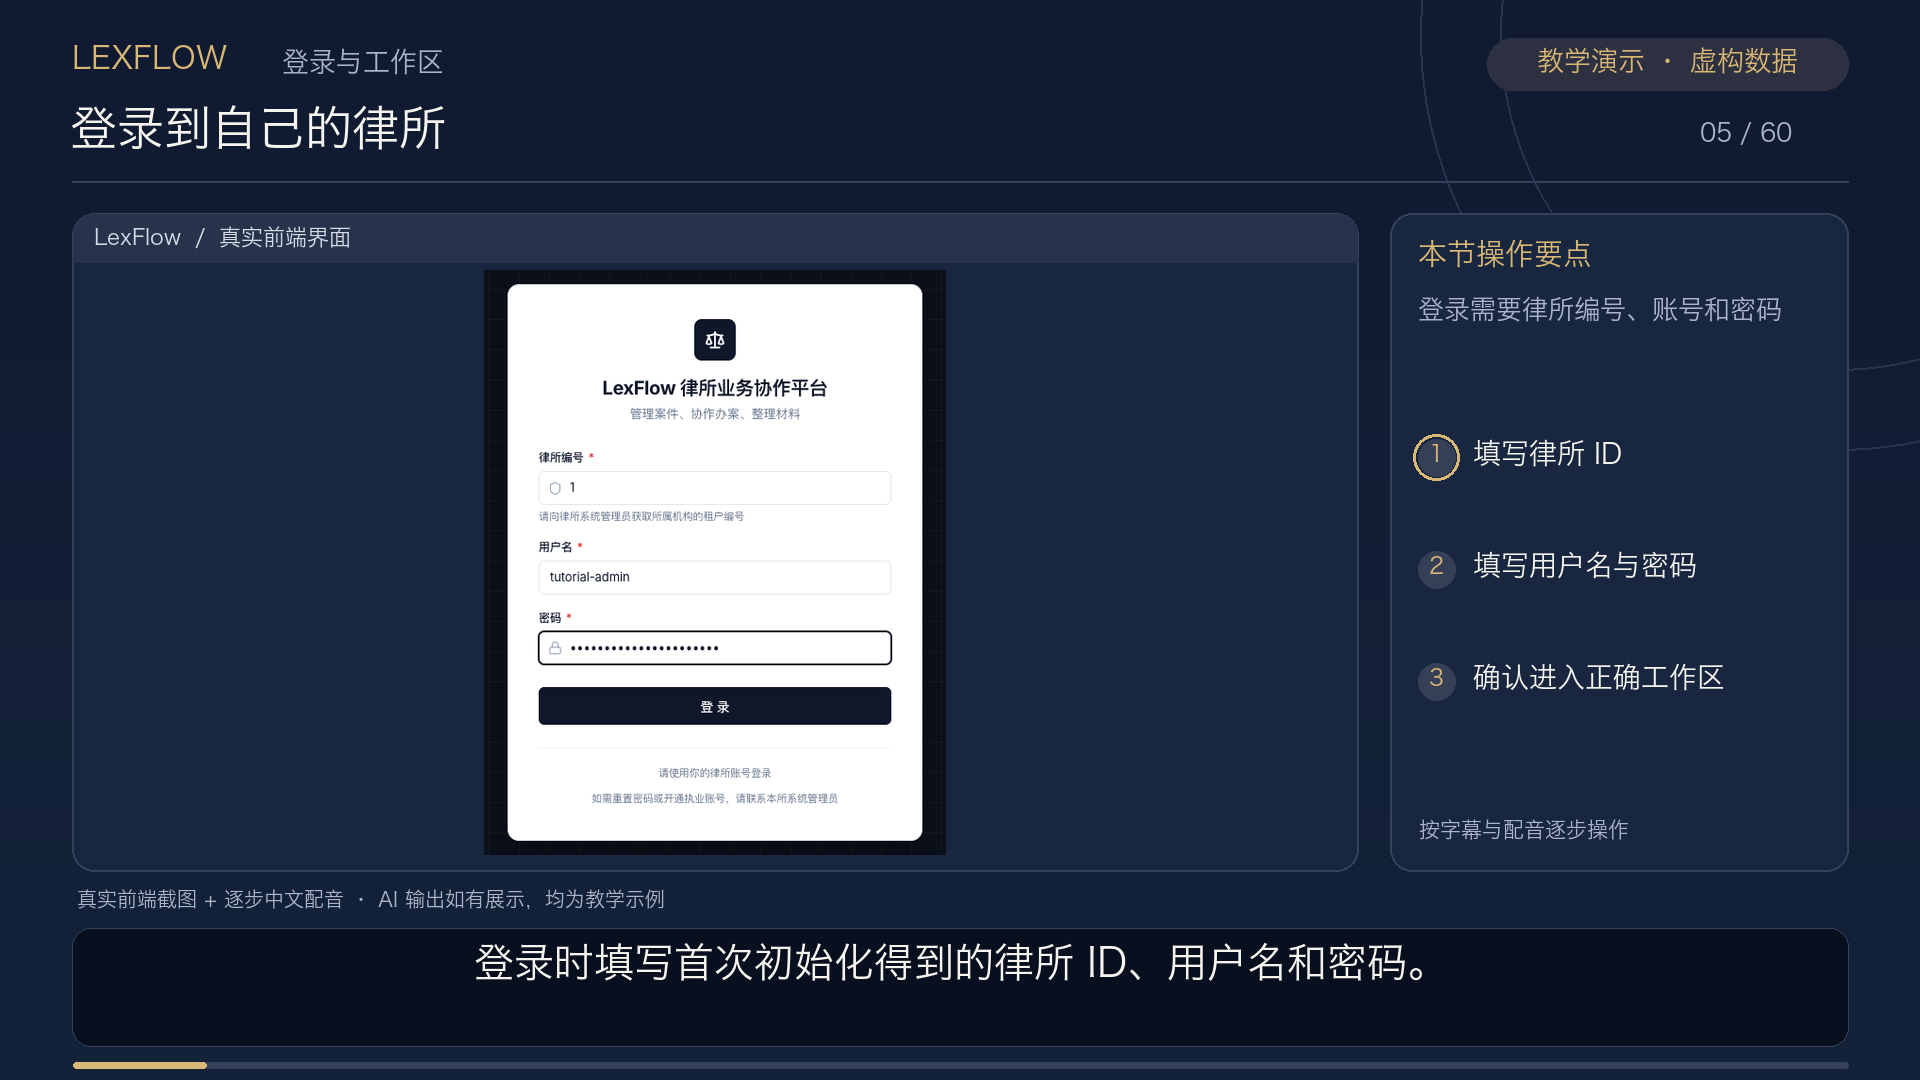 LEXFLOW 登录与工作区
教学演示 · 虚构数据
登录到自己的律所
05 / 60
LexFlow / 真实前端界面
LexFlow 律所业务协作平台
管理案件、协作办案、整理材料
律所编号 *
1
请向律所系统管理员获取所属机构的租户编号
用户名 *
tutorial-admin
密码 *
••••••••••••••••••••••
登 录
请使用你的律所账号登录
如需重置密码或开通执业账号，请联系本所系统管理员
本节操作要点
登录需要律所编号、账号和密码
1 填写律所 ID
2 填写用户名与密码
3 确认进入正确工作区
按字幕与配音逐步操作
真实前端截图 + 逐步中文配音 · AI 输出如有展示，均为教学示例
登录时填写首次初始化得到的律所 ID、用户名和密码。